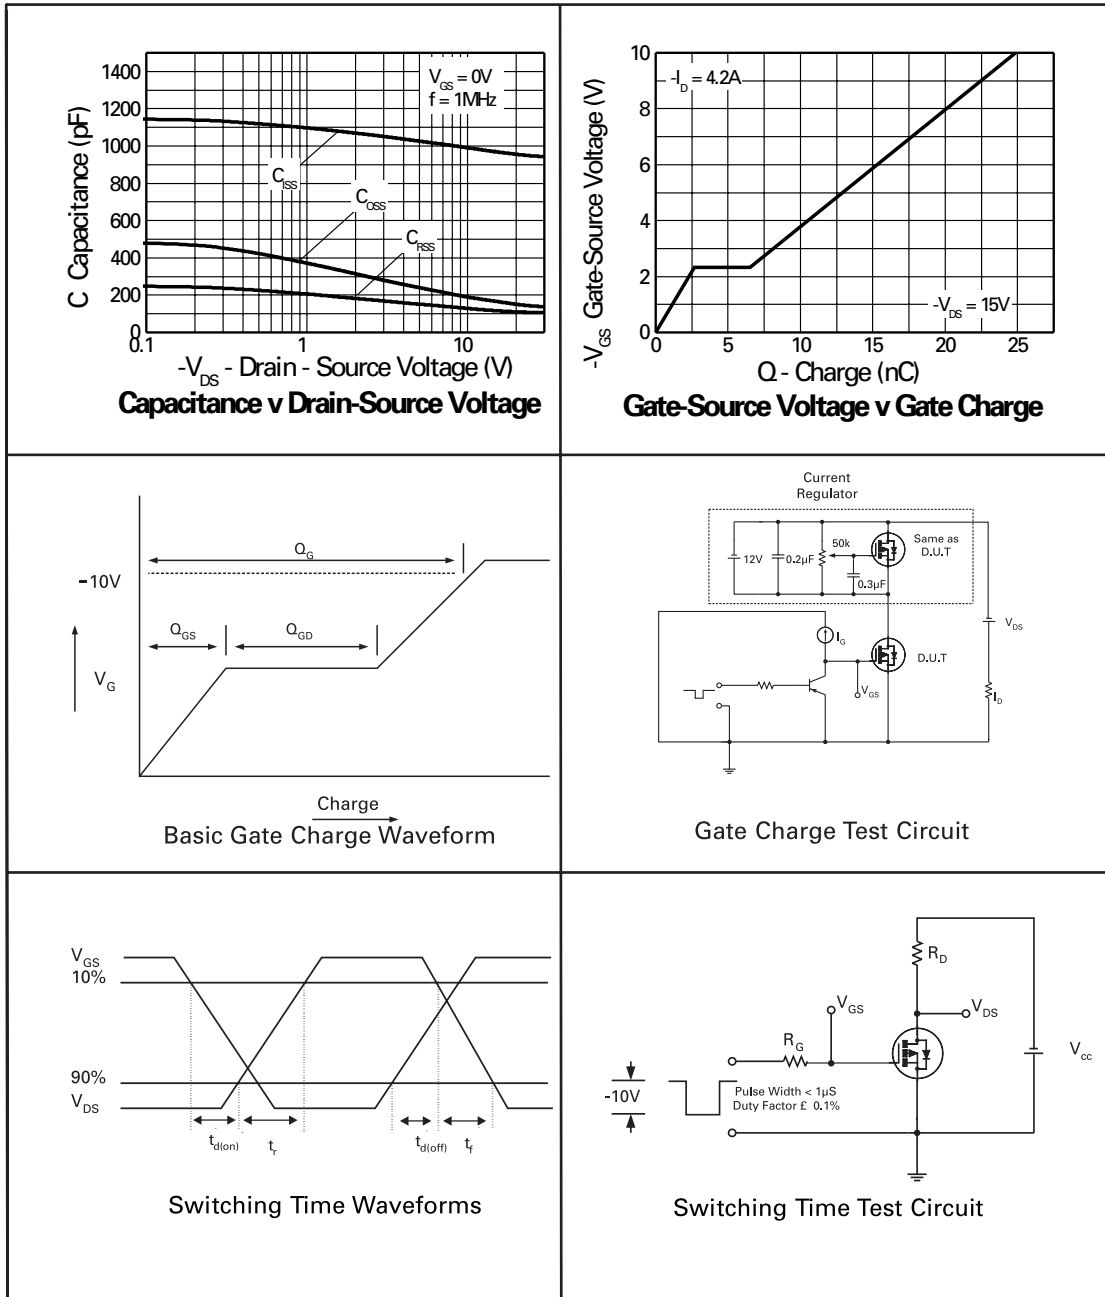 1400
1200
1000
800
600
400
200
0
0.1
1
10
C Capacitance (pF)
V_GS = 0V
f = 1MHz
C_ISS
C_OSS
C_RSS
-V_DS - Drain - Source Voltage (V)
Capacitance v Drain-Source Voltage
10
8
6
4
2
0
0
5
10
15
20
25
-V_GS Gate-Source Voltage (V)
-I_D = 4.2A
-V_DS = 15V
Q - Charge (nC)
Gate-Source Voltage v Gate Charge
Q_G
-10V
Q_GS
Q_GD
V_G
Charge
Basic Gate Charge Waveform
Current
Regulator
12V
0.2µF
50k
0.3µF
Same as
D.U.T
I_G
D.U.T
V_GS
V_DS
I_D
Gate Charge Test Circuit
V_GS
10%
90%
V_DS
t_d(on)
t_r
t_d(off)
t_f
Switching Time Waveforms
R_D
V_GS
V_DS
R_G
V_cc
-10V
Pulse Width < 1µS
Duty Factor £ 0.1%
Switching Time Test Circuit